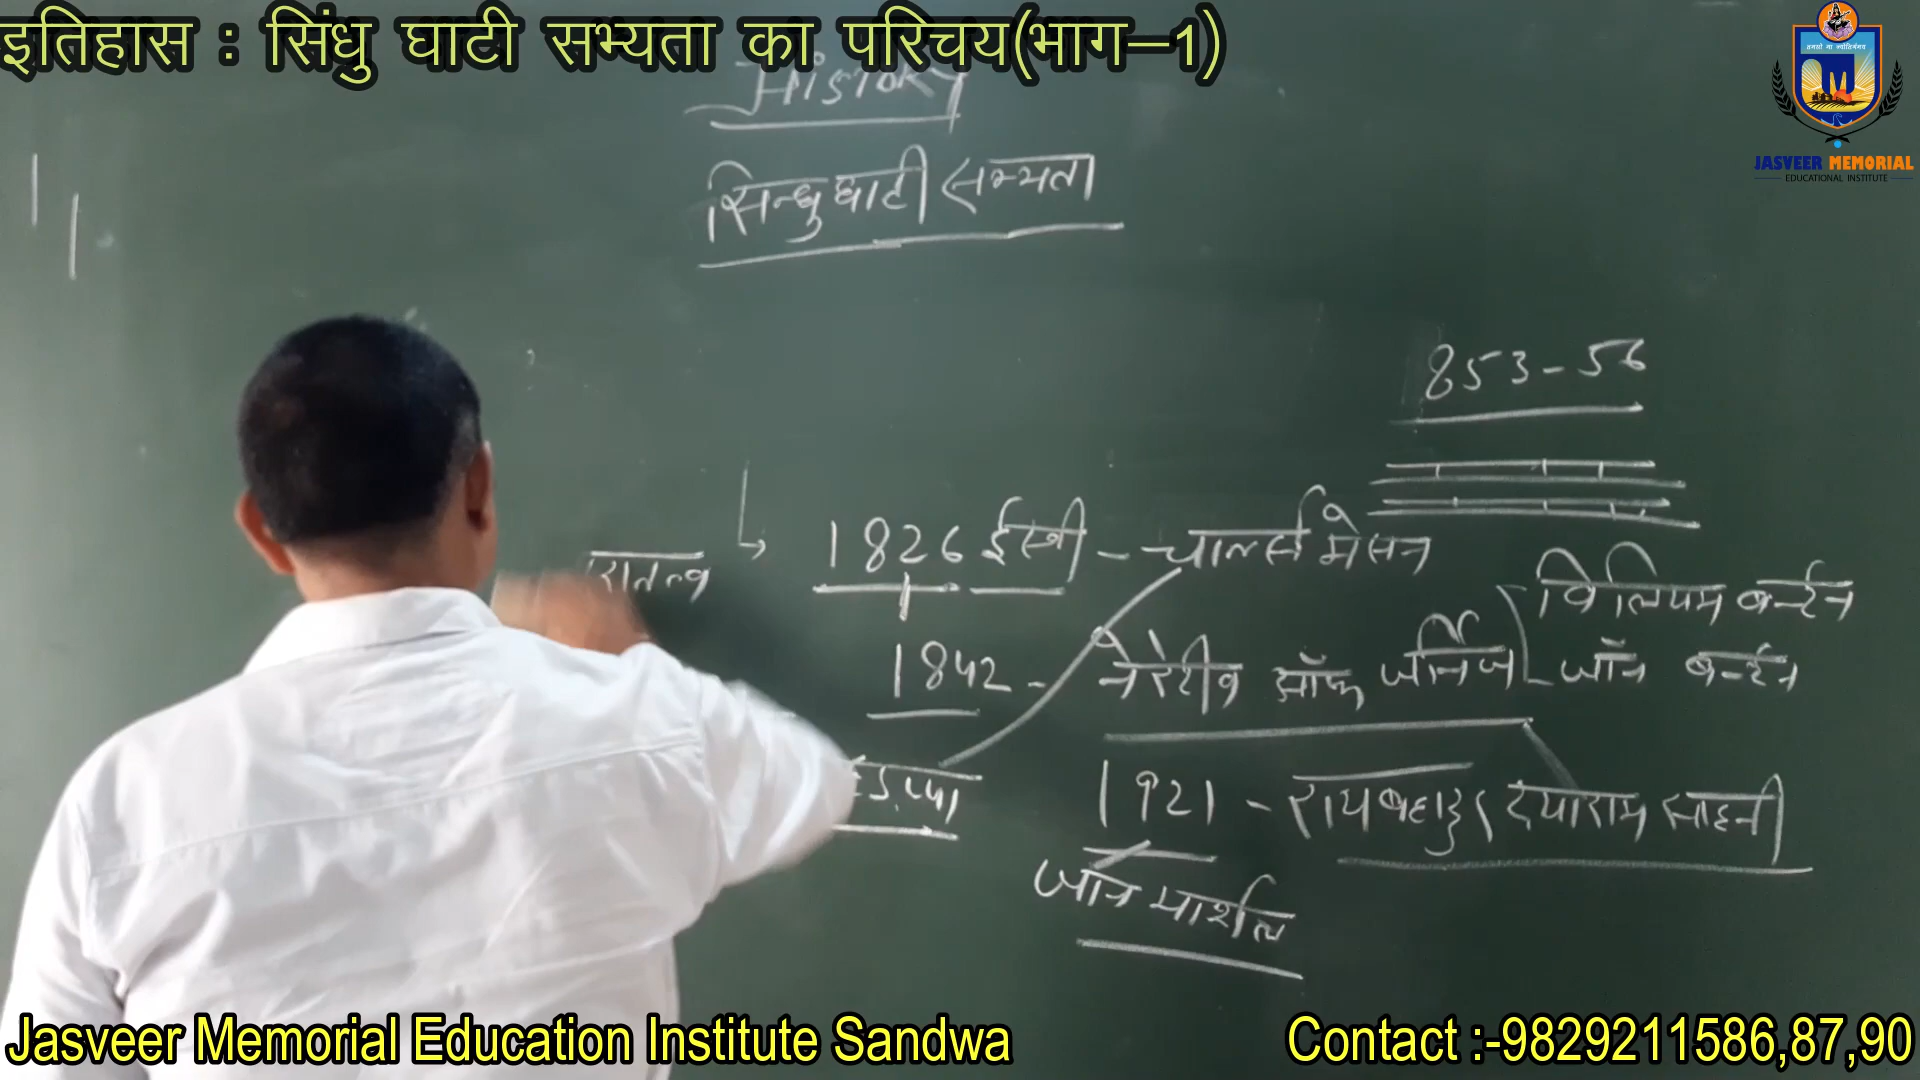 इतिहास : सिंधु घाटी सभ्यता का परिचय(भाग–1)
History
सिन्धु घाटी सभ्यता
तमसो मा ज्योतिर्गमय
JASVEER MEMORIAL
EDUCATIONAL INSTITUTE
853-56
1826 ईस्वी - चार्ल्स मेसन
1842 - नेरेटीव ऑफ जर्निज
विलियम बर्न्टन
जॉन बर्न्टन
1921 - रायबहादुर दयाराम साहनी
जॉन मार्शल
Jasveer Memorial Education Institute Sandwa
Contact :-9829211586,87,90